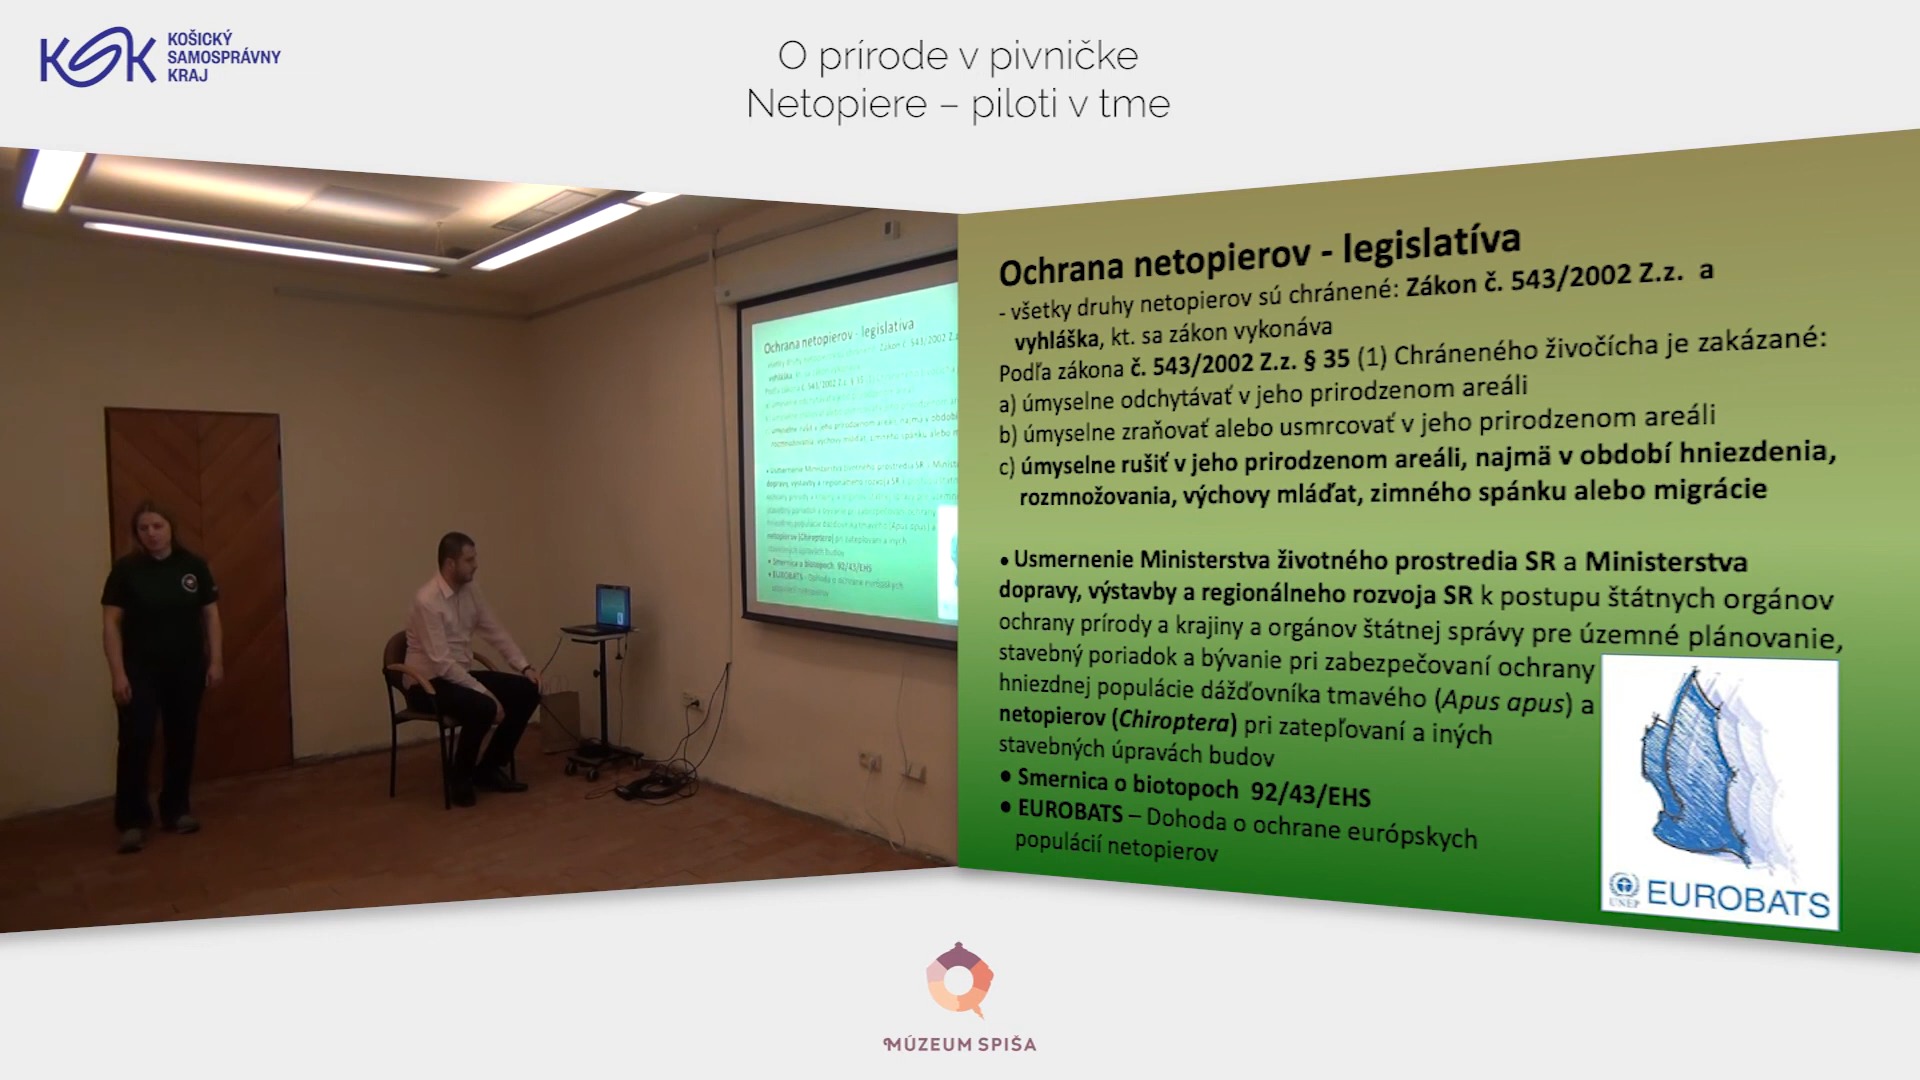 KOŠICKÝ
SAMOSPRÁVNY
KRAJ
KSK
O prírode v pivničke
Netopiere – piloti v tme
Ochrana netopierov - legislatíva
- všetky druhy netopierov sú chránené: Zákon č. 543/2002 Z.z. a
vyhláška, kt. sa zákon vykonáva
Podľa zákona č. 543/2002 Z.z. § 35 (1) Chráneného živočícha je zakázané:
a) úmyselne odchytávať v jeho prirodzenom areáli
b) úmyselne zraňovať alebo usmrcovať v jeho prirodzenom areáli
c) úmyselne rušiť v jeho prirodzenom areáli, najmä v období hniezdenia,
rozmnožovania, výchovy mláďat, zimného spánku alebo migrácie
• Usmernenie Ministerstva životného prostredia SR a Ministerstva
dopravy, výstavby a regionálneho rozvoja SR k postupu štátnych orgánov
ochrany prírody a krajiny a orgánov štátnej správy pre územné plánovanie,
stavebný poriadok a bývanie pri zabezpečovaní ochrany
hniezdnej populácie dážďovníka tmavého (Apus apus) a
netopierov (Chiroptera) pri zatepľovaní a iných
stavebných úpravách budov
• Smernica o biotopoch 92/43/EHS
• EUROBATS – Dohoda o ochrane európskych
populácií netopierov
UNEP EUROBATS
Ochrana netopierov - legislatíva
MÚZEUM SPIŠA